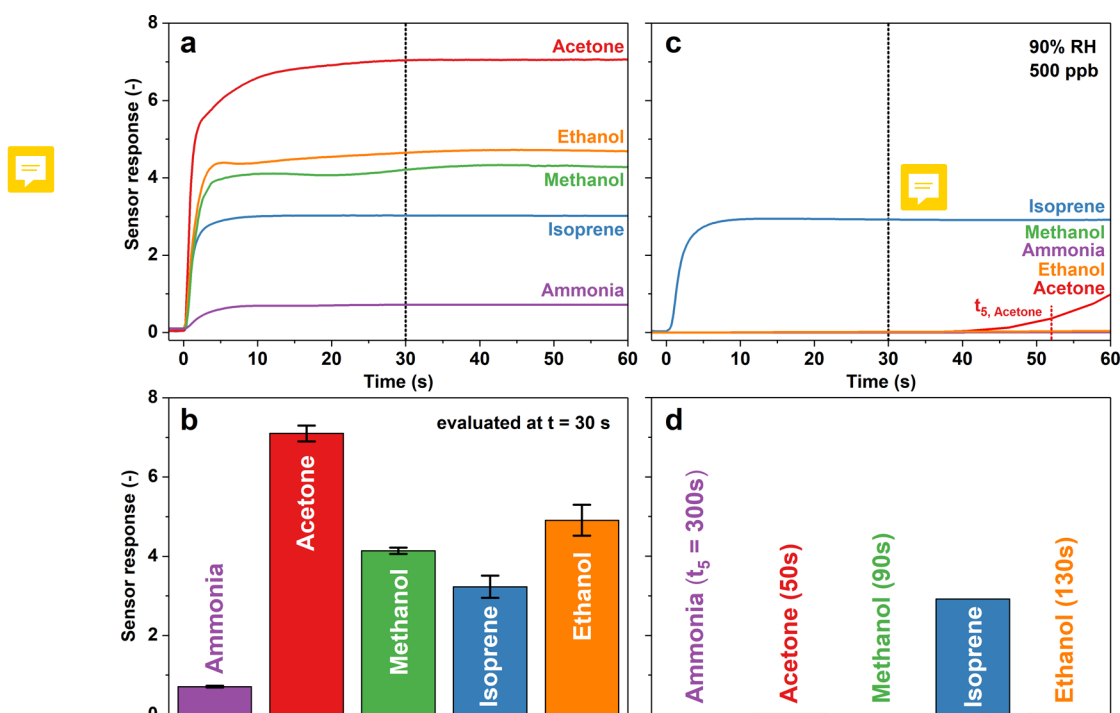 a
8
6
4
2
0
Sensor response (-)
Acetone
Ethanol
Methanol
Isoprene
Ammonia
0 10 20 30 40 50 60
Time (s)
c
90% RH
500 ppb
Isoprene
Methanol
Ammonia
Ethanol
Acetone
t5, Acetone
0 10 20 30 40 50 60
Time (s)
b
evaluated at t = 30 s
8
6
4
2
0
Sensor response (-)
Ammonia
Acetone
Methanol
Isoprene
Ethanol
d
Ammonia (t5 = 300s)
Acetone (50s)
Methanol (90s)
Isoprene
Ethanol (130s)